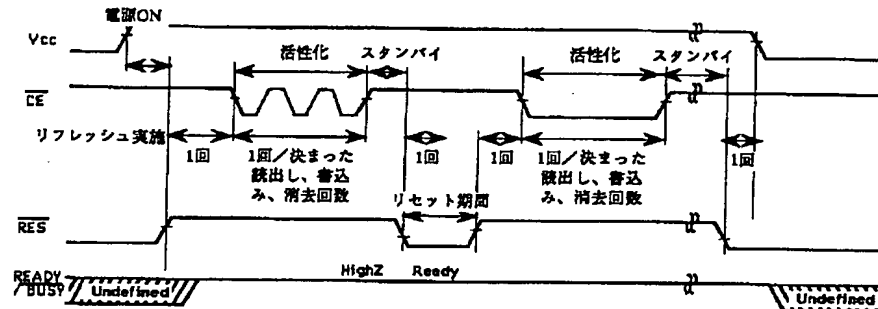 電源ON
Vcc
活性化
スタンバイ
活性化
スタンバイ
CE
リフレッシュ実施
1回
1回/決まった
読出し、書込
み、消去回数
1回
1回
1回/決まった
読出し、書込
み、消去回数
1回
リセット期間
RES
HighZ Ready
READY
/BUSY
Undefined
Undefined